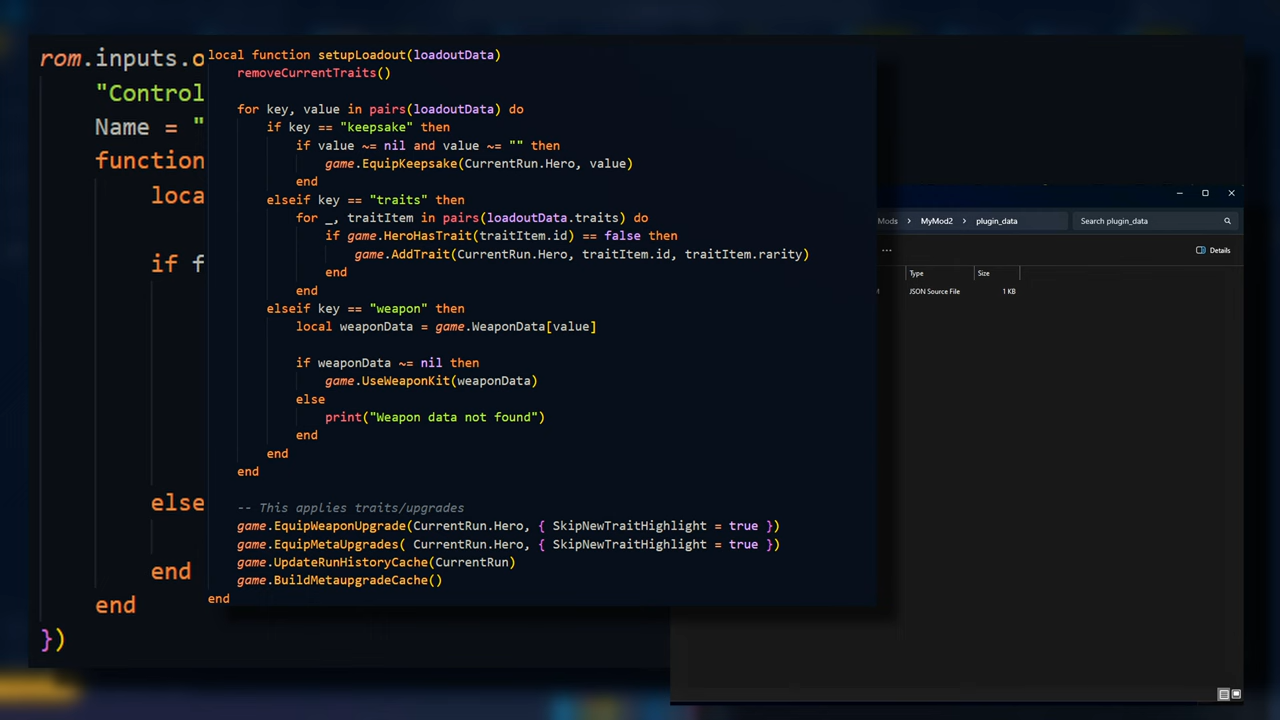 rom.inputs.o
"Control
Name = "
function
loca
if f
else
end
end
})
local function setupLoadout(loadoutData)
removeCurrentTraits()
for key, value in pairs(loadoutData) do
if key == "keepsake" then
if value ~= nil and value ~= "" then
game.EquipKeepsake(CurrentRun.Hero, value)
end
elseif key == "traits" then
for _, traitItem in pairs(loadoutData.traits) do
if game.HeroHasTrait(traitItem.id) == false then
game.AddTrait(CurrentRun.Hero, traitItem.id, traitItem.rarity)
end
end
elseif key == "weapon" then
local weaponData = game.WeaponData[value]
if weaponData ~= nil then
game.UseWeaponKit(weaponData)
else
print("Weapon data not found")
end
end
end
-- This applies traits/upgrades
game.EquipWeaponUpgrade(CurrentRun.Hero, { SkipNewTraitHighlight = true })
game.EquipMetaUpgrades( CurrentRun.Hero, { SkipNewTraitHighlight = true })
game.UpdateRunHistoryCache(CurrentRun)
game.BuildMetaupgradeCache()
end
Mods > MyMod2 > plugin_data
Search plugin_data
... Details
Type Size
M JSON Source File 1 KB